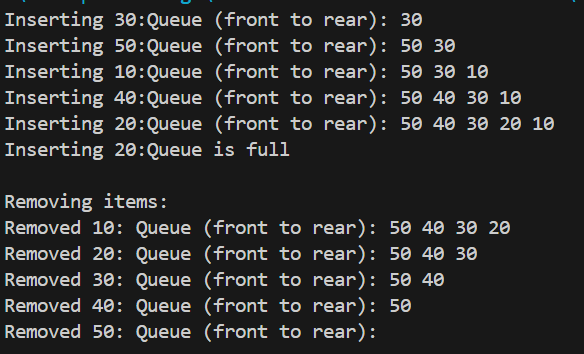 Inserting 30:Queue (front to rear): 30
Inserting 50:Queue (front to rear): 50 30
Inserting 10:Queue (front to rear): 50 30 10
Inserting 40:Queue (front to rear): 50 40 30 10
Inserting 20:Queue (front to rear): 50 40 30 20 10
Inserting 20:Queue is full

Removing items:
Removed 10: Queue (front to rear): 50 40 30 20
Removed 20: Queue (front to rear): 50 40 30
Removed 30: Queue (front to rear): 50 40
Removed 40: Queue (front to rear): 50
Removed 50: Queue (front to rear):